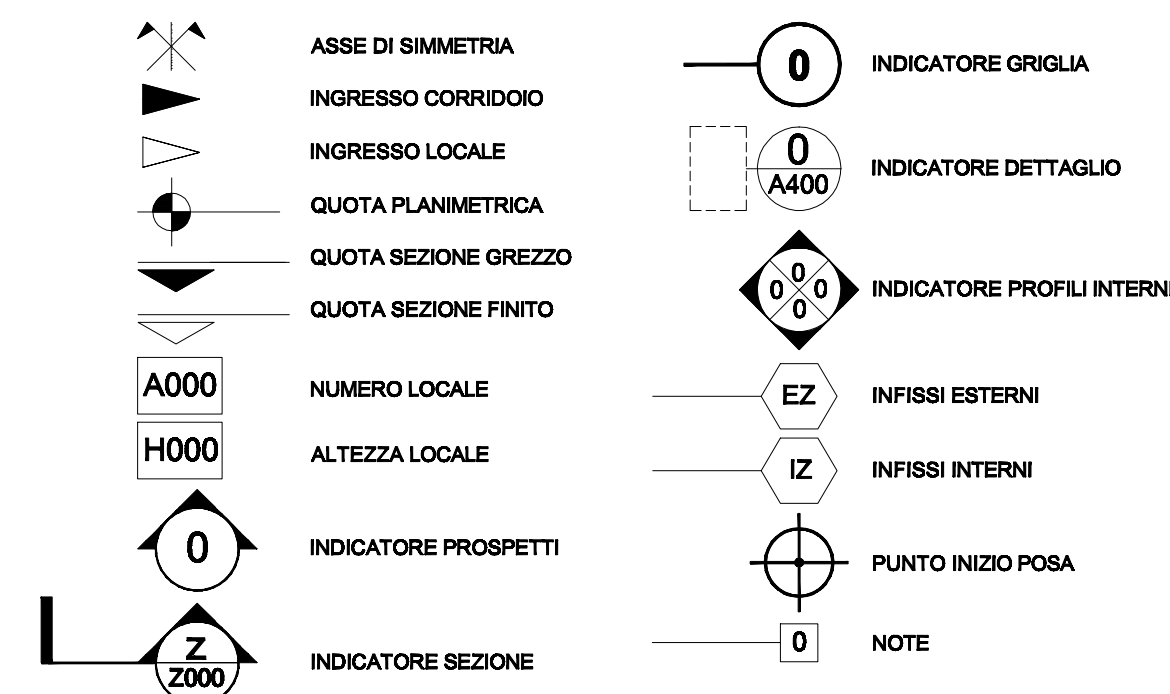 ASSE DI SIMMETRIA
INGRESSO CORRIDOIO
INGRESSO LOCALE
QUOTA PLANIMETRICA
QUOTA SEZIONE GREZZO
QUOTA SEZIONE FINITO
A000 NUMERO LOCALE
H000 ALTEZZA LOCALE
0 INDICATORE PROSPETTI
Z
Z000
INDICATORE SEZIONE
0 INDICATORE GRIGLIA
0
A400
INDICATORE DETTAGLIO
0
0 0
0
INDICATORE PROFILI INTERNI
EZ INFISSI ESTERNI
IZ INFISSI INTERNI
PUNTO INIZIO POSA
0 NOTE